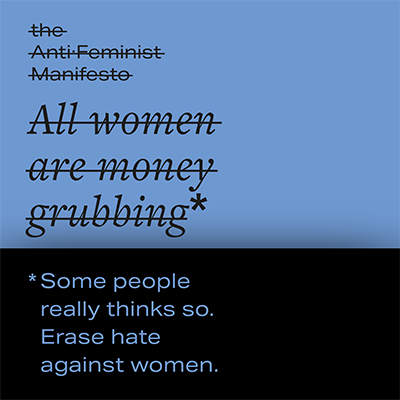 the
Anti-Feminist
Manifesto
All women
are money
grubbing*
*Some people
really thinks so.
Erase hate
against women.